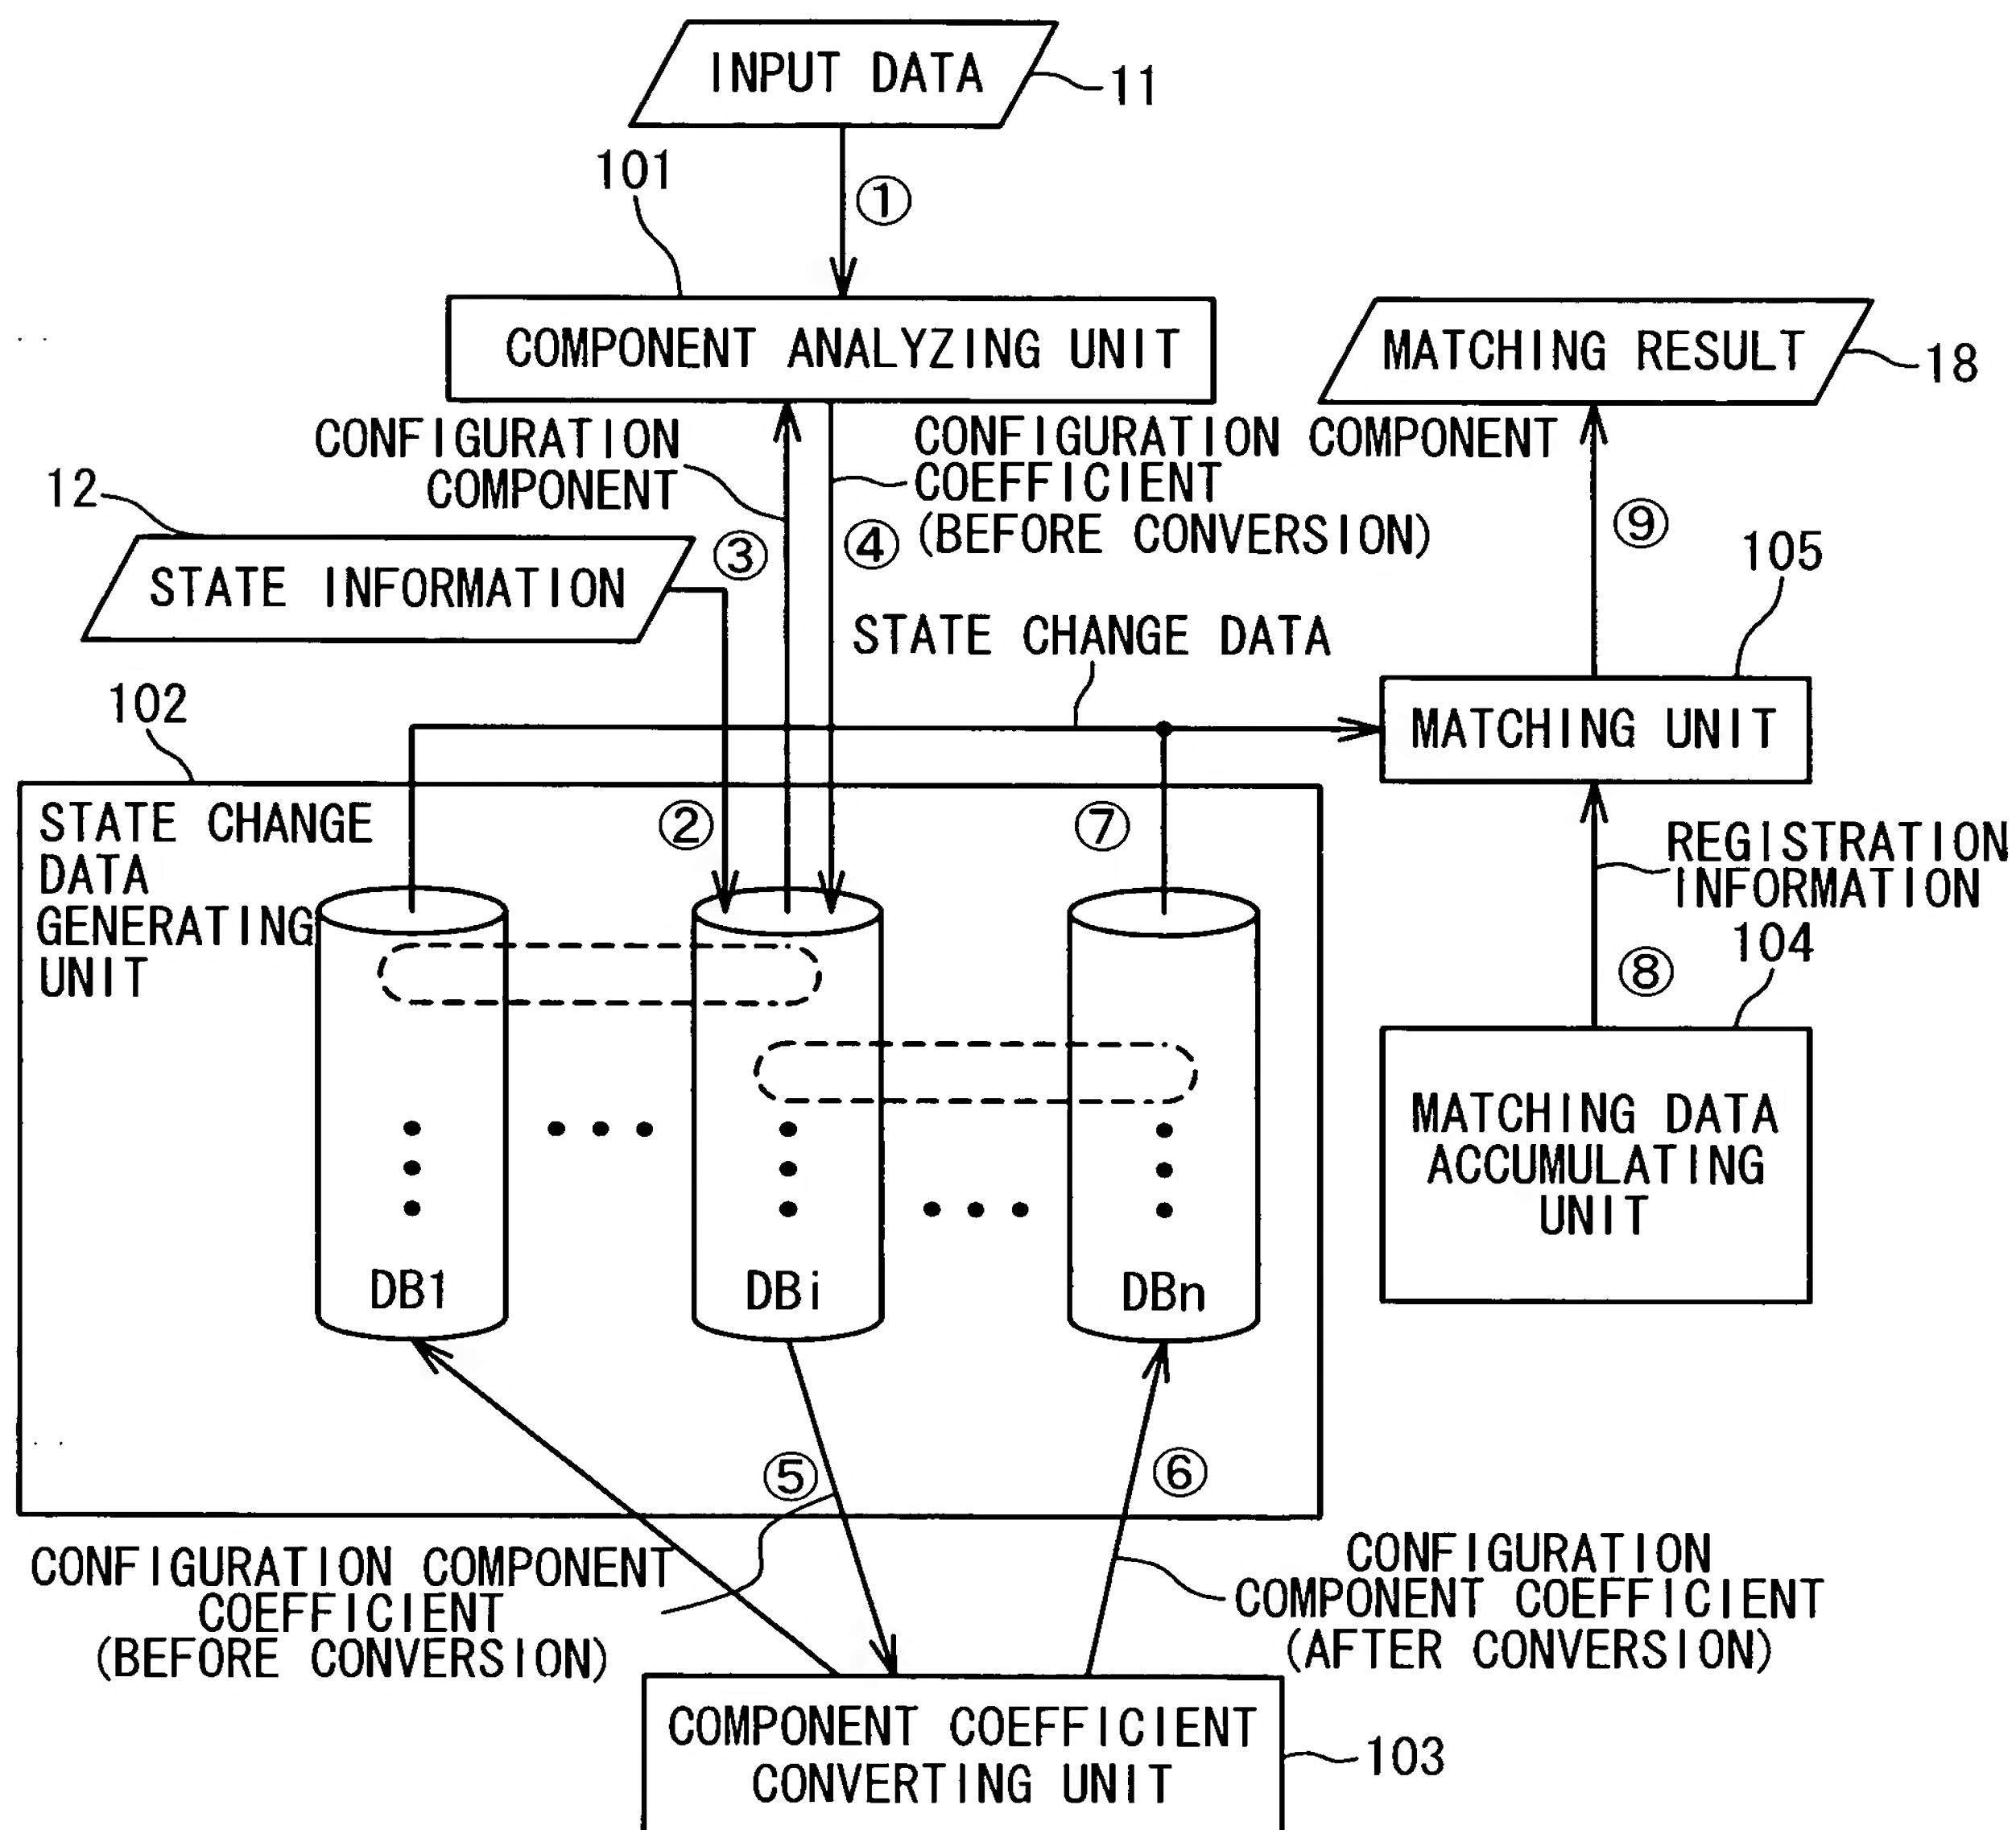 INPUT DATA
11
101
①
COMPONENT ANALYZING UNIT
MATCHING RESULT
18
CONFIGURATION
COMPONENT
CONFIGURATION COMPONENT
COEFFICIENT
(BEFORE CONVERSION)
12
③
④
⑨
STATE INFORMATION
105
STATE CHANGE DATA
102
MATCHING UNIT
STATE CHANGE
DATA
GENERATING
UNIT
②
⑦
REGISTRATION
INFORMATION
104
⑧
MATCHING DATA
ACCUMULATING
UNIT
DB1
DBi
DBn
⑤
⑥
CONFIGURATION COMPONENT
COEFFICIENT
(BEFORE CONVERSION)
CONFIGURATION
COMPONENT COEFFICIENT
(AFTER CONVERSION)
COMPONENT COEFFICIENT
CONVERTING UNIT
103